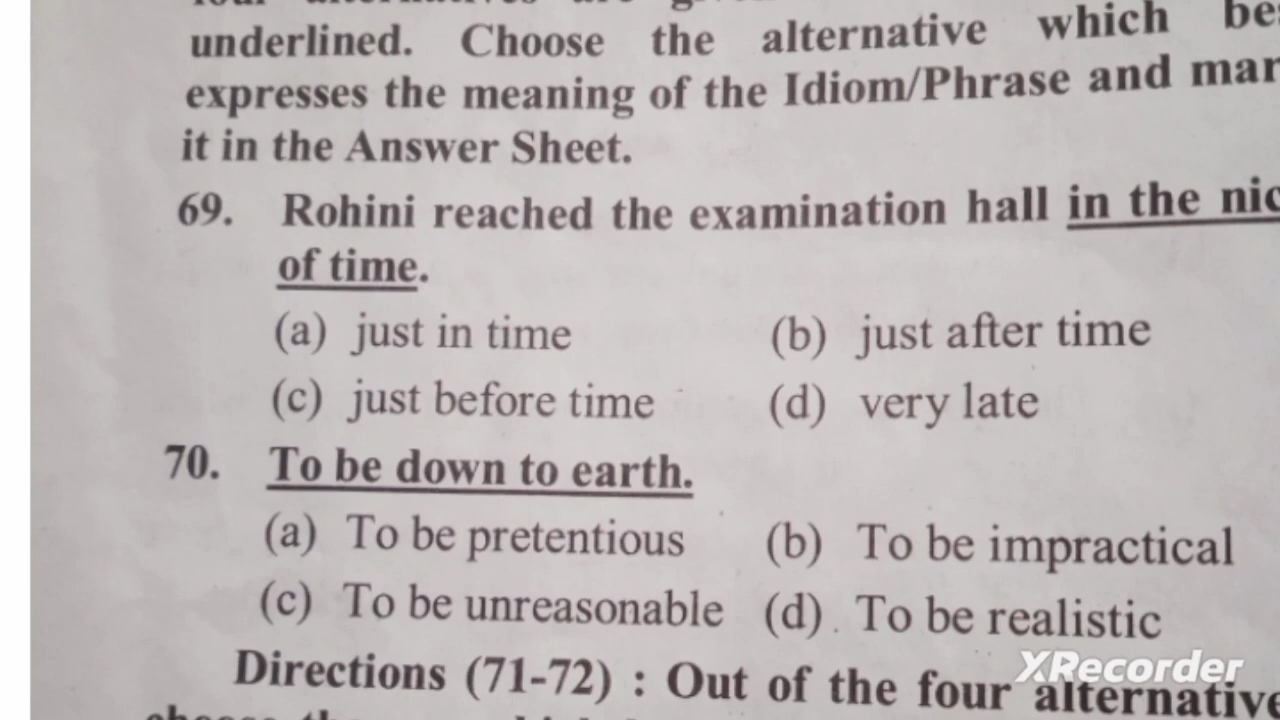 underlined. Choose the alternative which
expresses the meaning of the Idiom/Phrase and
it in the Answer Sheet.
69. Rohini reached the examination hall in the
of time.
(a) just in time (b) just after time
(c) just before time (d) very late
70. To be down to earth.
(a) To be pretentious (b) To be impractical
(c) To be unreasonable (d) To be realistic
XRecorder
Directions (71-72) : Out of the four